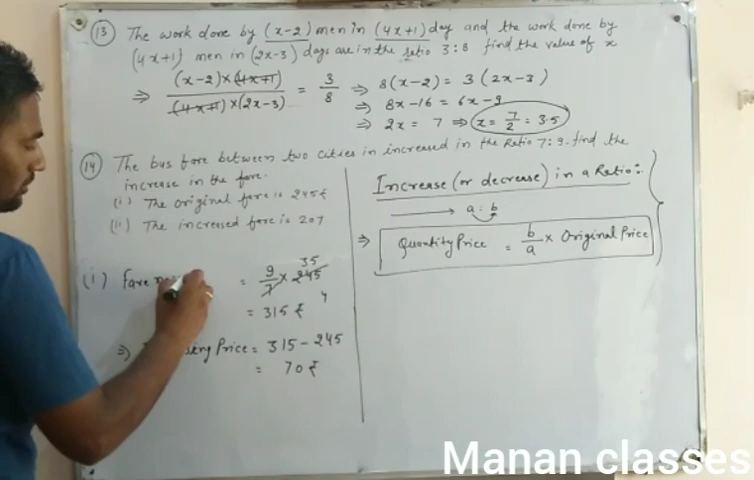 (13) The work done by (x-2) men in (4x+1) day and the work done by
(4x+1) men in (2x-3) days are in the ratio 3:8 find the value of x
⇒ (x-2)×(4x+1) / (4x+1)×(2x-3) = 3/8 ⇒ 8(x-2) = 3(2x-3)
⇒ 8x-16 = 6x-9
⇒ 2x = 7 ⇒ x = 7/2 = 3.5
(14) The bus fare between two cities in increased in the Ratio 7:9. find the
increase in the fare.
(i) The original fare is 245₹
(ii) The increased fare is 207
(i) Fare = 9/7 × 245 35
= 315 ₹
⇒ Price = 315 - 245
= 70₹
Increase (or decrease) in a Ratio:
→ a:b
⇒ Quantity Price = b/a × Original Price
Manan classes